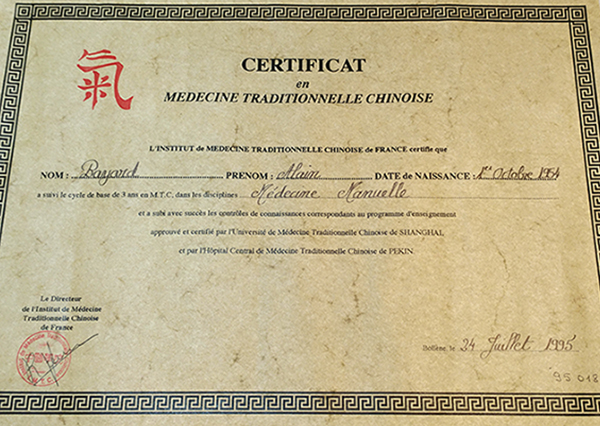 氣
CERTIFICAT
en
MEDECINE TRADITIONNELLE CHINOISE
L'INSTITUT de MEDECINE TRADITIONNELLE CHINOISE de FRANCE certifie que
NOM : Bayard PRENOM : Alain DATE de NAISSANCE : 1er Octobre 1954
a suivi le cycle de base de 3 ans en M.T.C. dans les disciplines Médecine Manuelle
et a subi avec succès les contrôles de connaissances correspondants au programme d'enseignement
approuvé et certifié par l'Université de Médecine Traditionnelle Chinoise de SHANGHAI,
et par l'Hôpital Central de Médecine Traditionnelle Chinoise de PEKIN.
Le Directeur
de l'Institut de Médecine
Traditionnelle Chinoise
de France
Bollène le 24 Juillet 1995
95 018